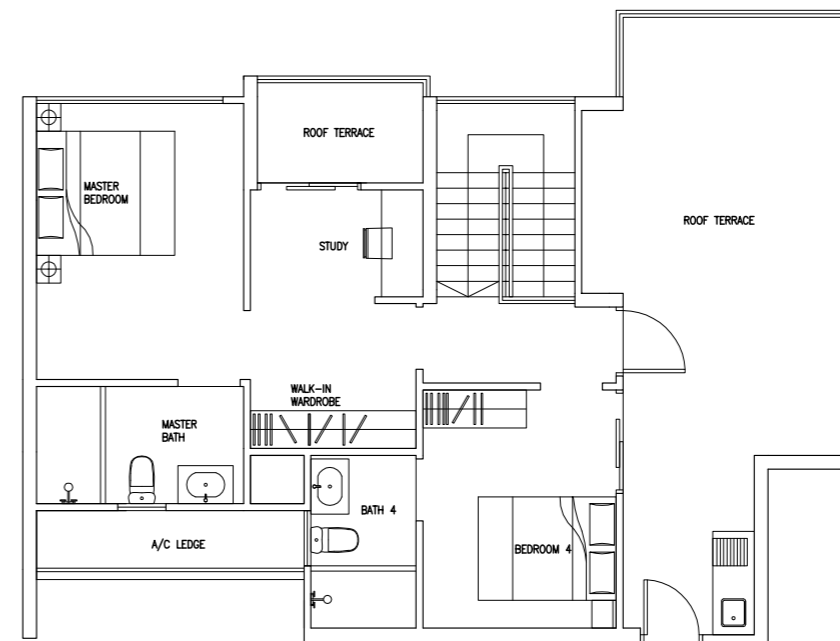 ROOF TERRACE
MASTER
BEDROOM
STUDY
ROOF TERRACE
WALK-IN
WARDROBE
MASTER
BATH
BATH 4
A/C LEDGE
BEDROOM 4